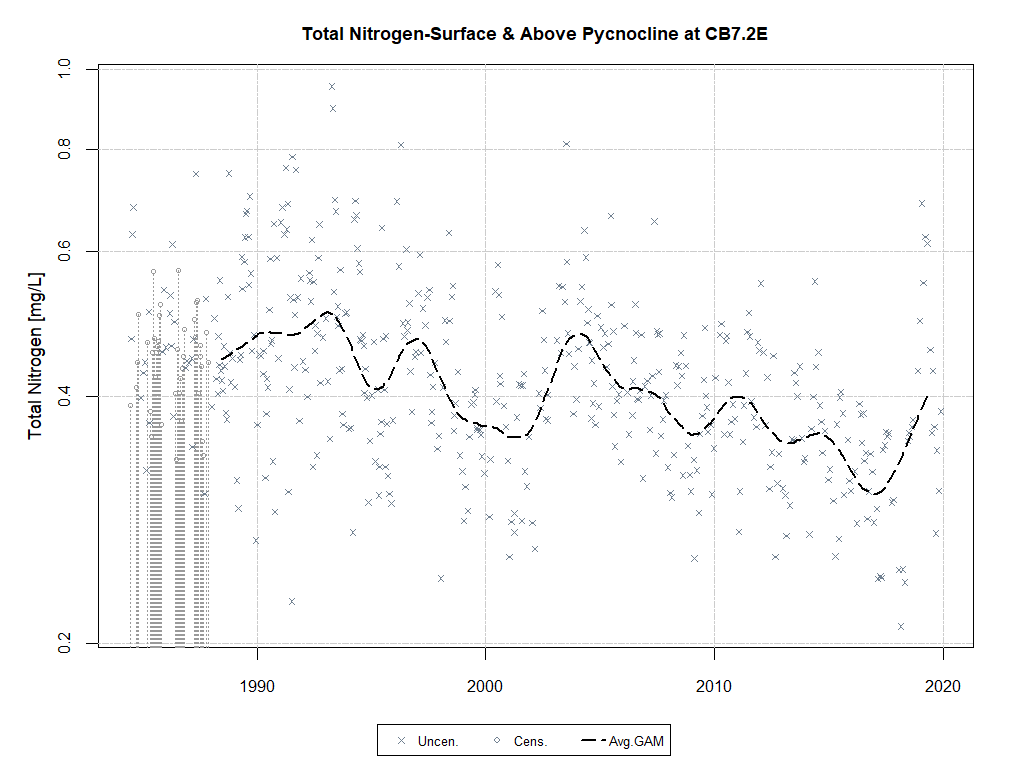 Total Nitrogen-Surface & Above Pycnocline at CB7.2E
Total Nitrogen [mg/L]
1.0
0.8
0.6
0.4
0.2
1990 2000 2010 2020
Uncen. Cens. Avg.GAM